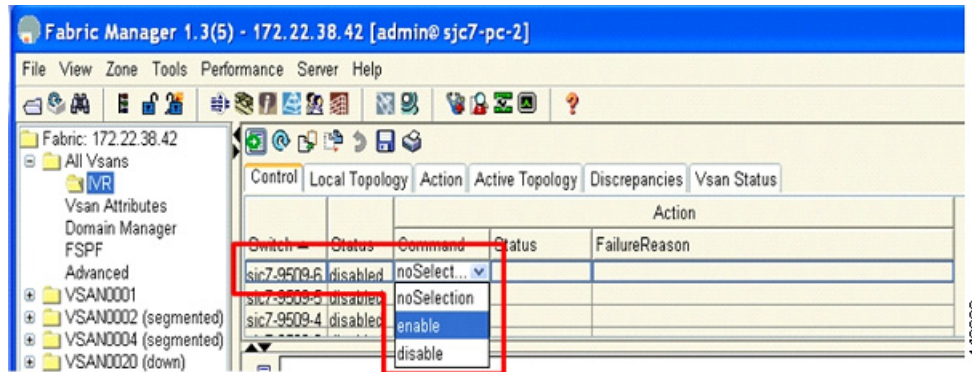 Fabric Manager 1.3(5) - 172.22.38.42 [admin@sjc7-pc-2]
File View Zone Tools Performance Server Help
Fabric: 172.22.38.42
All Vsans
IVR
Vsan Attributes
Domain Manager
FSPF
Advanced
VSAN0001
VSAN0002 (segmented)
VSAN0004 (segmented)
VSAN0020 (down)
Control Local Topology Action Active Topology Discrepancies Vsan Status
Action
Switch Status Command Status FailureReason
sjc7-9509-6 disabled noSelect...
sjc7-9509-5 disabled
sjc7-9509-4 disabled
noSelection
enable
disable